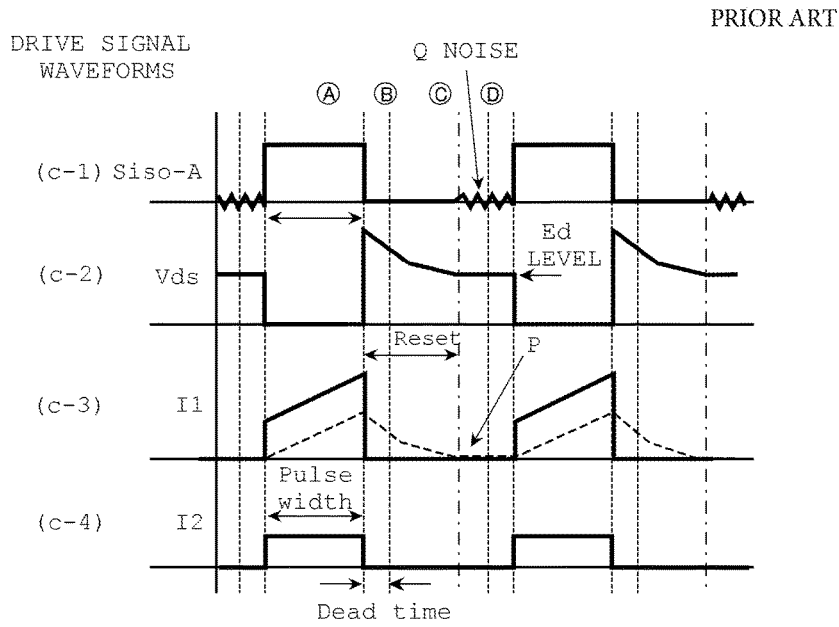 PRIOR ART
DRIVE SIGNAL
WAVEFORMS
Q NOISE
Ⓐ Ⓑ Ⓒ Ⓓ
(c-1) Siso-A
Ed
LEVEL
(c-2) Vds
Reset
P
(c-3) I1
Pulse
width
(c-4) I2
Dead time